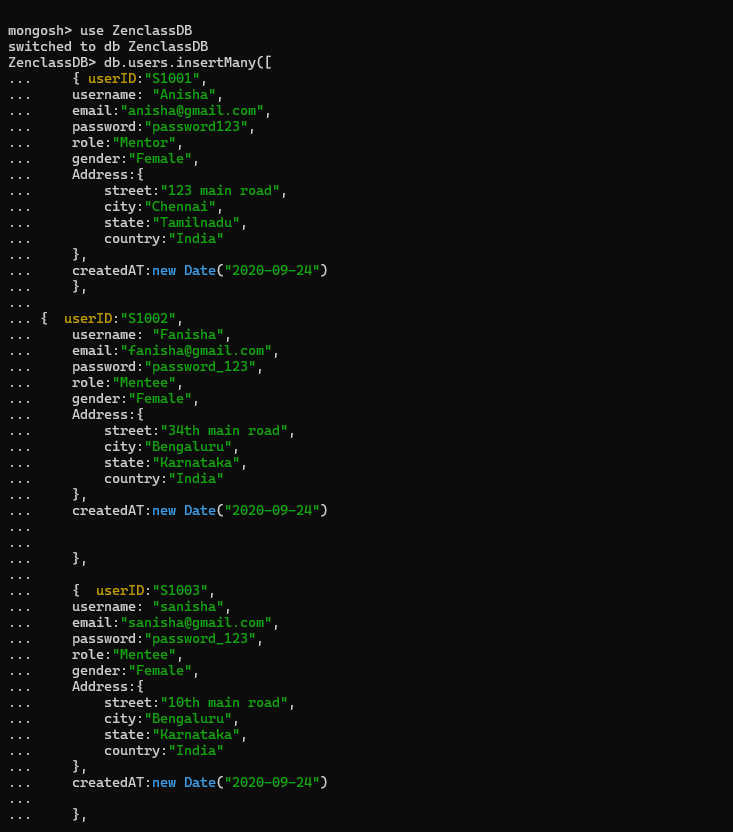 mongosh> use ZenclassDB
switched to db ZenclassDB
ZenclassDB> db.users.insertMany([
...     { userID:"S1001",
...     username: "Anisha",
...     email:"anisha@gmail.com",
...     password:"password123",
...     role:"Mentor",
...     gender:"Female",
...     Address:{
...         street:"123 main road",
...         city:"Chennai",
...         state:"Tamilnadu",
...         country:"India"
...     },
...     createdAT:new Date("2020-09-24")
...     },
...
... {  userID:"S1002",
...     username: "Fanisha",
...     email:"fanisha@gmail.com",
...     password:"password_123",
...     role:"Mentee",
...     gender:"Female",
...     Address:{
...         street:"34th main road",
...         city:"Bengaluru",
...         state:"Karnataka",
...         country:"India"
...     },
...     createdAT:new Date("2020-09-24")
...
...
...     },
...
...     {  userID:"S1003",
...     username: "sanisha",
...     email:"sanisha@gmail.com",
...     password:"password_123",
...     role:"Mentee",
...     gender:"Female",
...     Address:{
...         street:"10th main road",
...         city:"Bengaluru",
...         state:"Karnataka",
...         country:"India"
...     },
...     createdAT:new Date("2020-09-24")
...
...     },